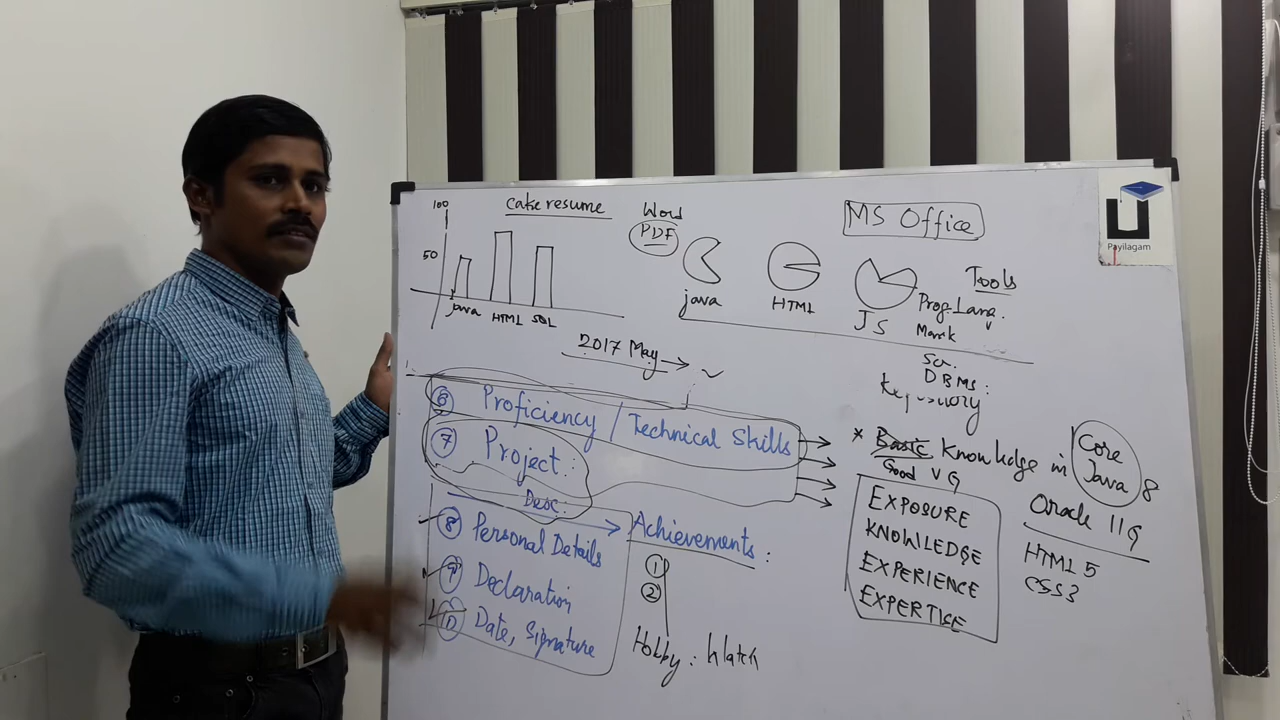 100
50
java
HTML
SQL
Cake resume
Word
PDF
MS Office
java
HTML
JS
Tools
Prog. Lang.
DBMS :
Payilagam
2017 May
6 Proficiency / Technical Skills
7 Project :
Desc :
8 Personal Details
9 Declaration
10 Date, Signature
Achievements :
1
2
Hobby :
* Basic Knowledge in Core Java 8
Good VG
Oracle 11G
HTML 5
CSS3
EXPOSURE
KNOWLEDGE
EXPERIENCE
EXPERTISE